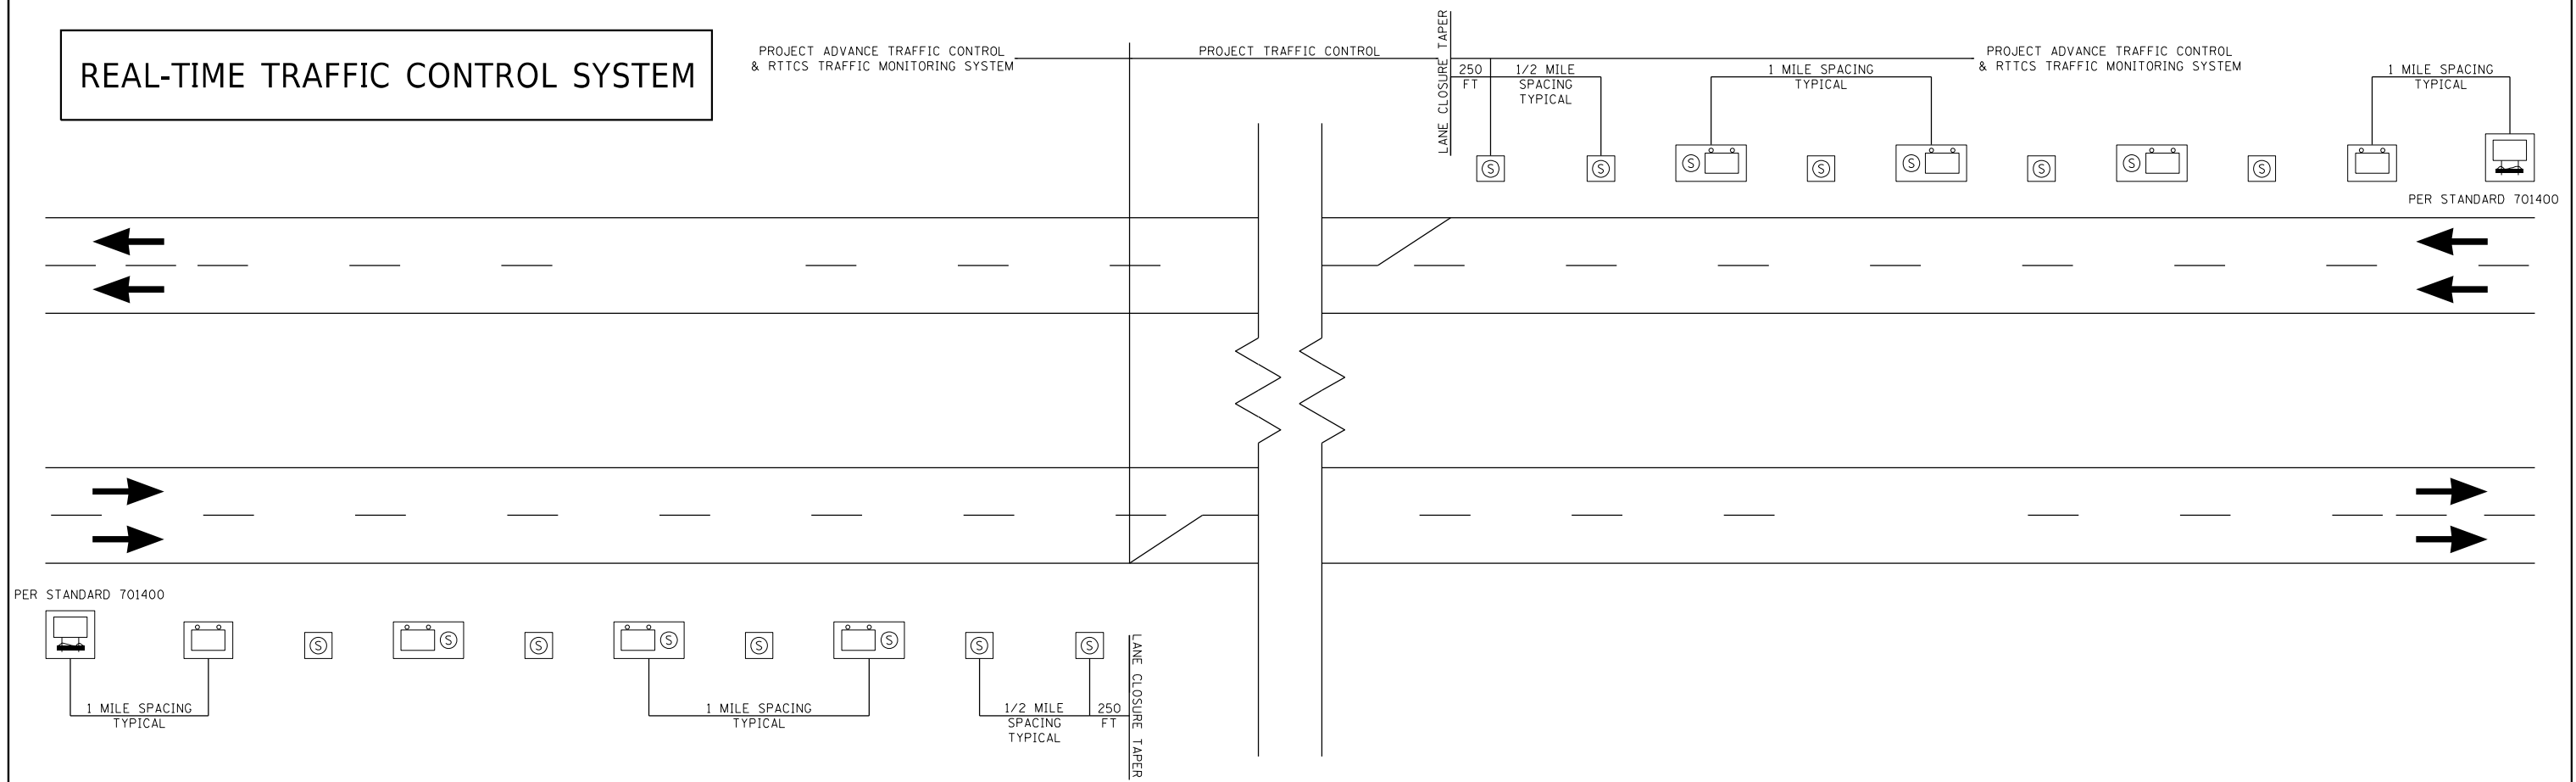 REAL-TIME TRAFFIC CONTROL SYSTEM
PROJECT ADVANCE TRAFFIC CONTROL
& RTTCS TRAFFIC MONITORING SYSTEM
PROJECT TRAFFIC CONTROL
LANE CLOSURE TAPER
PROJECT ADVANCE TRAFFIC CONTROL
& RTTCS TRAFFIC MONITORING SYSTEM
250
FT
1/2 MILE
SPACING
TYPICAL
1 MILE SPACING
TYPICAL
1 MILE SPACING
TYPICAL
S
S
S
S
S
S
S
S
PER STANDARD 701400
PER STANDARD 701400
S
S
S
S
S
S
S
S
1 MILE SPACING
TYPICAL
1 MILE SPACING
TYPICAL
1/2 MILE
SPACING
TYPICAL
250
FT
LANE CLOSURE TAPER